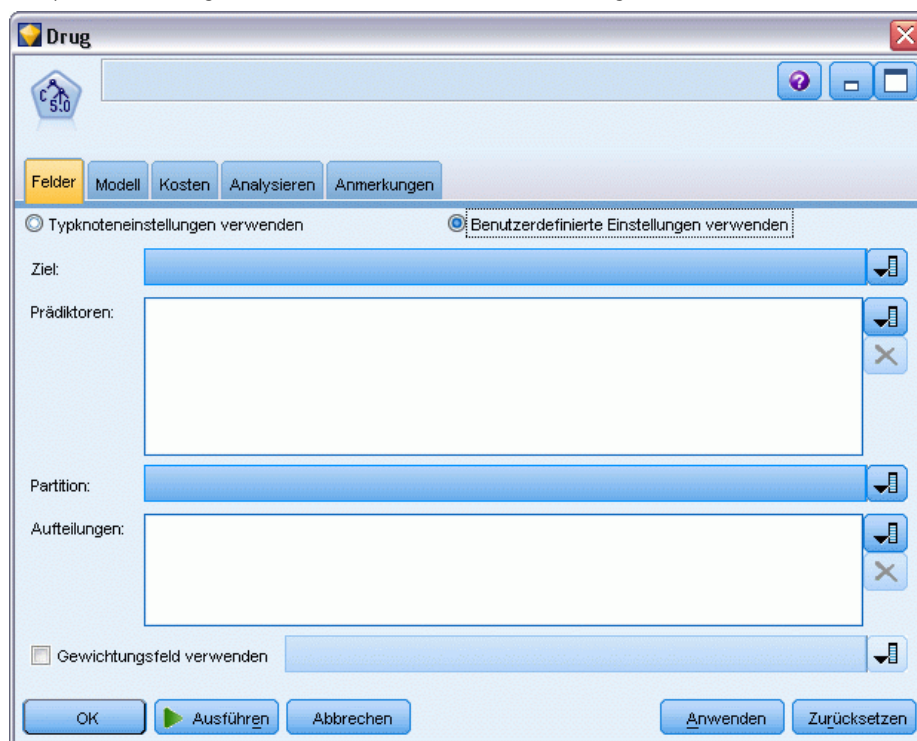 Drug
C 5.0
Felder Modell Kosten Analysieren Anmerkungen
Typknoteneinstellungen verwenden Benutzerdefinierte Einstellungen verwenden
Ziel:
Prädiktoren:
Partition:
Aufteilungen:
Gewichtungsfeld verwenden
OK Ausführen Abbrechen Anwenden Zurücksetzen